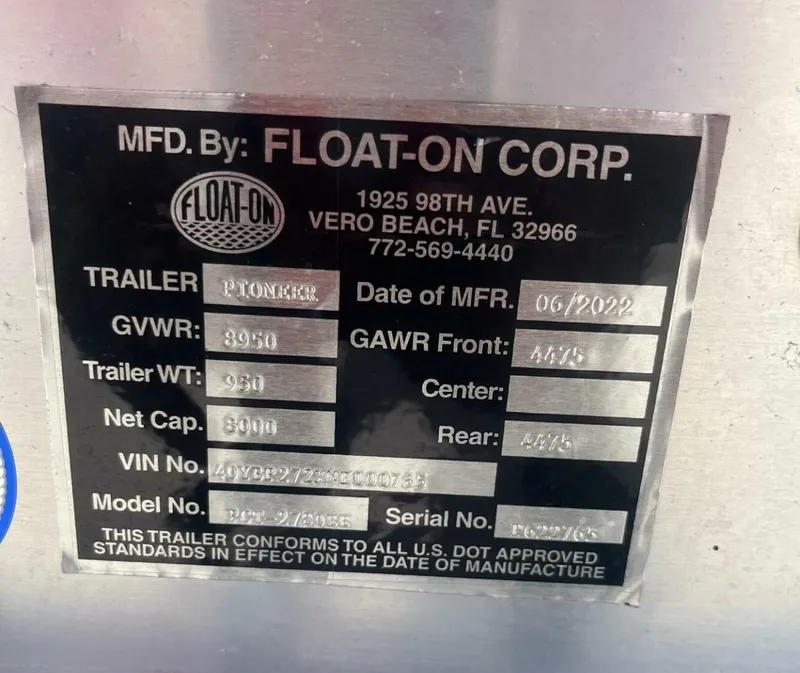 MFD. By: FLOAT-ON CORP.
FLOAT-ON
1925 98TH AVE.
VERO BEACH, FL 32966
772-569-4440
TRAILER PIONEER Date of MFR. 06/2022
GVWR: 8950 GAWR Front: 4475
Trailer WT: 950 Center:
Net Cap. 8000 Rear: 4475
VIN No.
Model No. Serial No.
THIS TRAILER CONFORMS TO ALL U.S. DOT APPROVED
STANDARDS IN EFFECT ON THE DATE OF MANUFACTURE